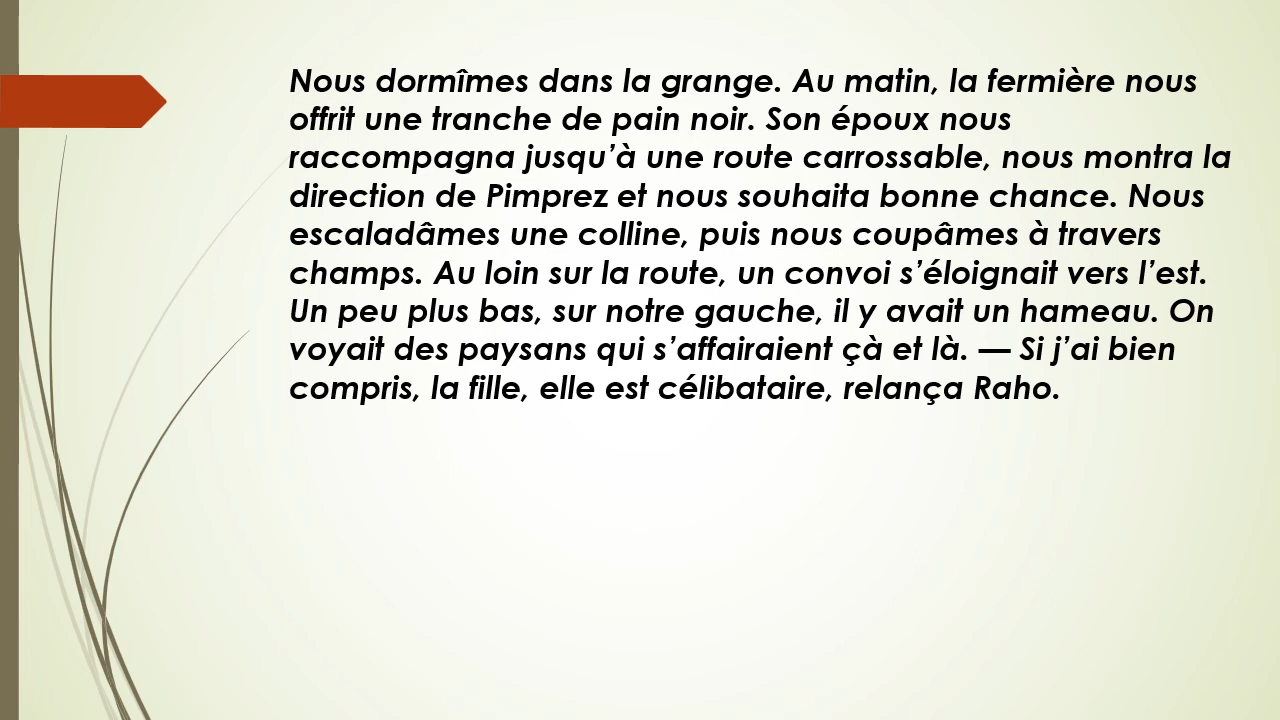 Nous dormîmes dans la grange. Au matin, la fermière nous
offrit une tranche de pain noir. Son époux nous
raccompagna jusqu’à une route carrossable, nous montra la
direction de Pimprez et nous souhaita bonne chance. Nous
escaladâmes une colline, puis nous coupâmes à travers
champs. Au loin sur la route, un convoi s’éloignait vers l’est.
Un peu plus bas, sur notre gauche, il y avait un hameau. On
voyait des paysans qui s’affairaient çà et là. — Si j’ai bien
compris, la fille, elle est célibataire, relança Raho.